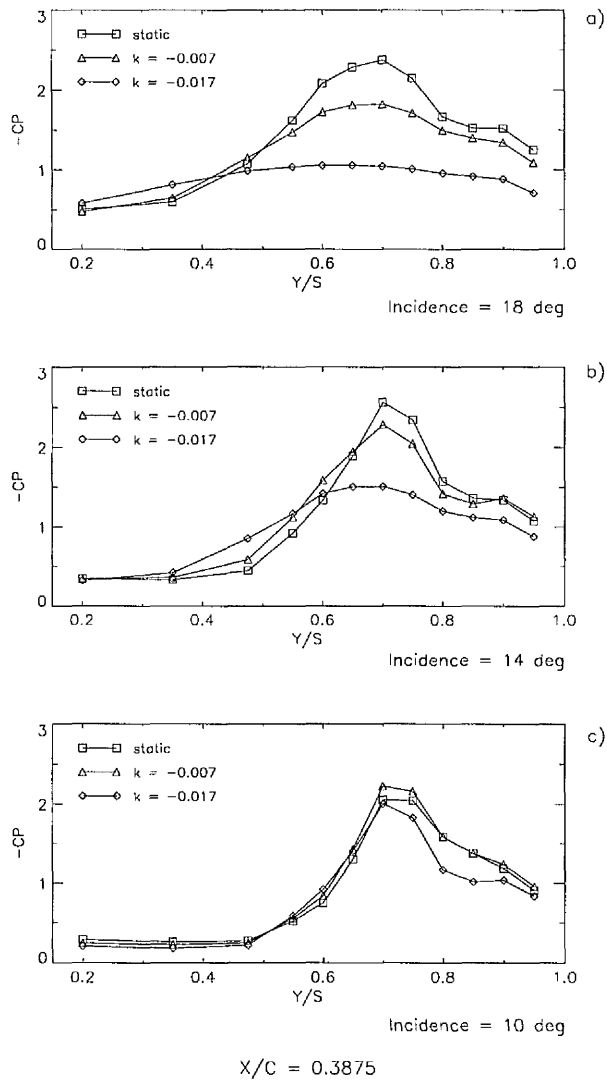 a)
3
static
k = -0.007
k = -0.017
2
-CP
1
0
0.2 0.4 0.6 0.8 1.0
Y/S
Incidence = 18 deg
b)
3
static
k = -0.007
k = -0.017
2
-CP
1
0
0.2 0.4 0.6 0.8 1.0
Y/S
Incidence = 14 deg
c)
3
static
k = -0.007
k = -0.017
2
-CP
1
0
0.2 0.4 0.6 0.8 1.0
Y/S
Incidence = 10 deg
X/C = 0.3875